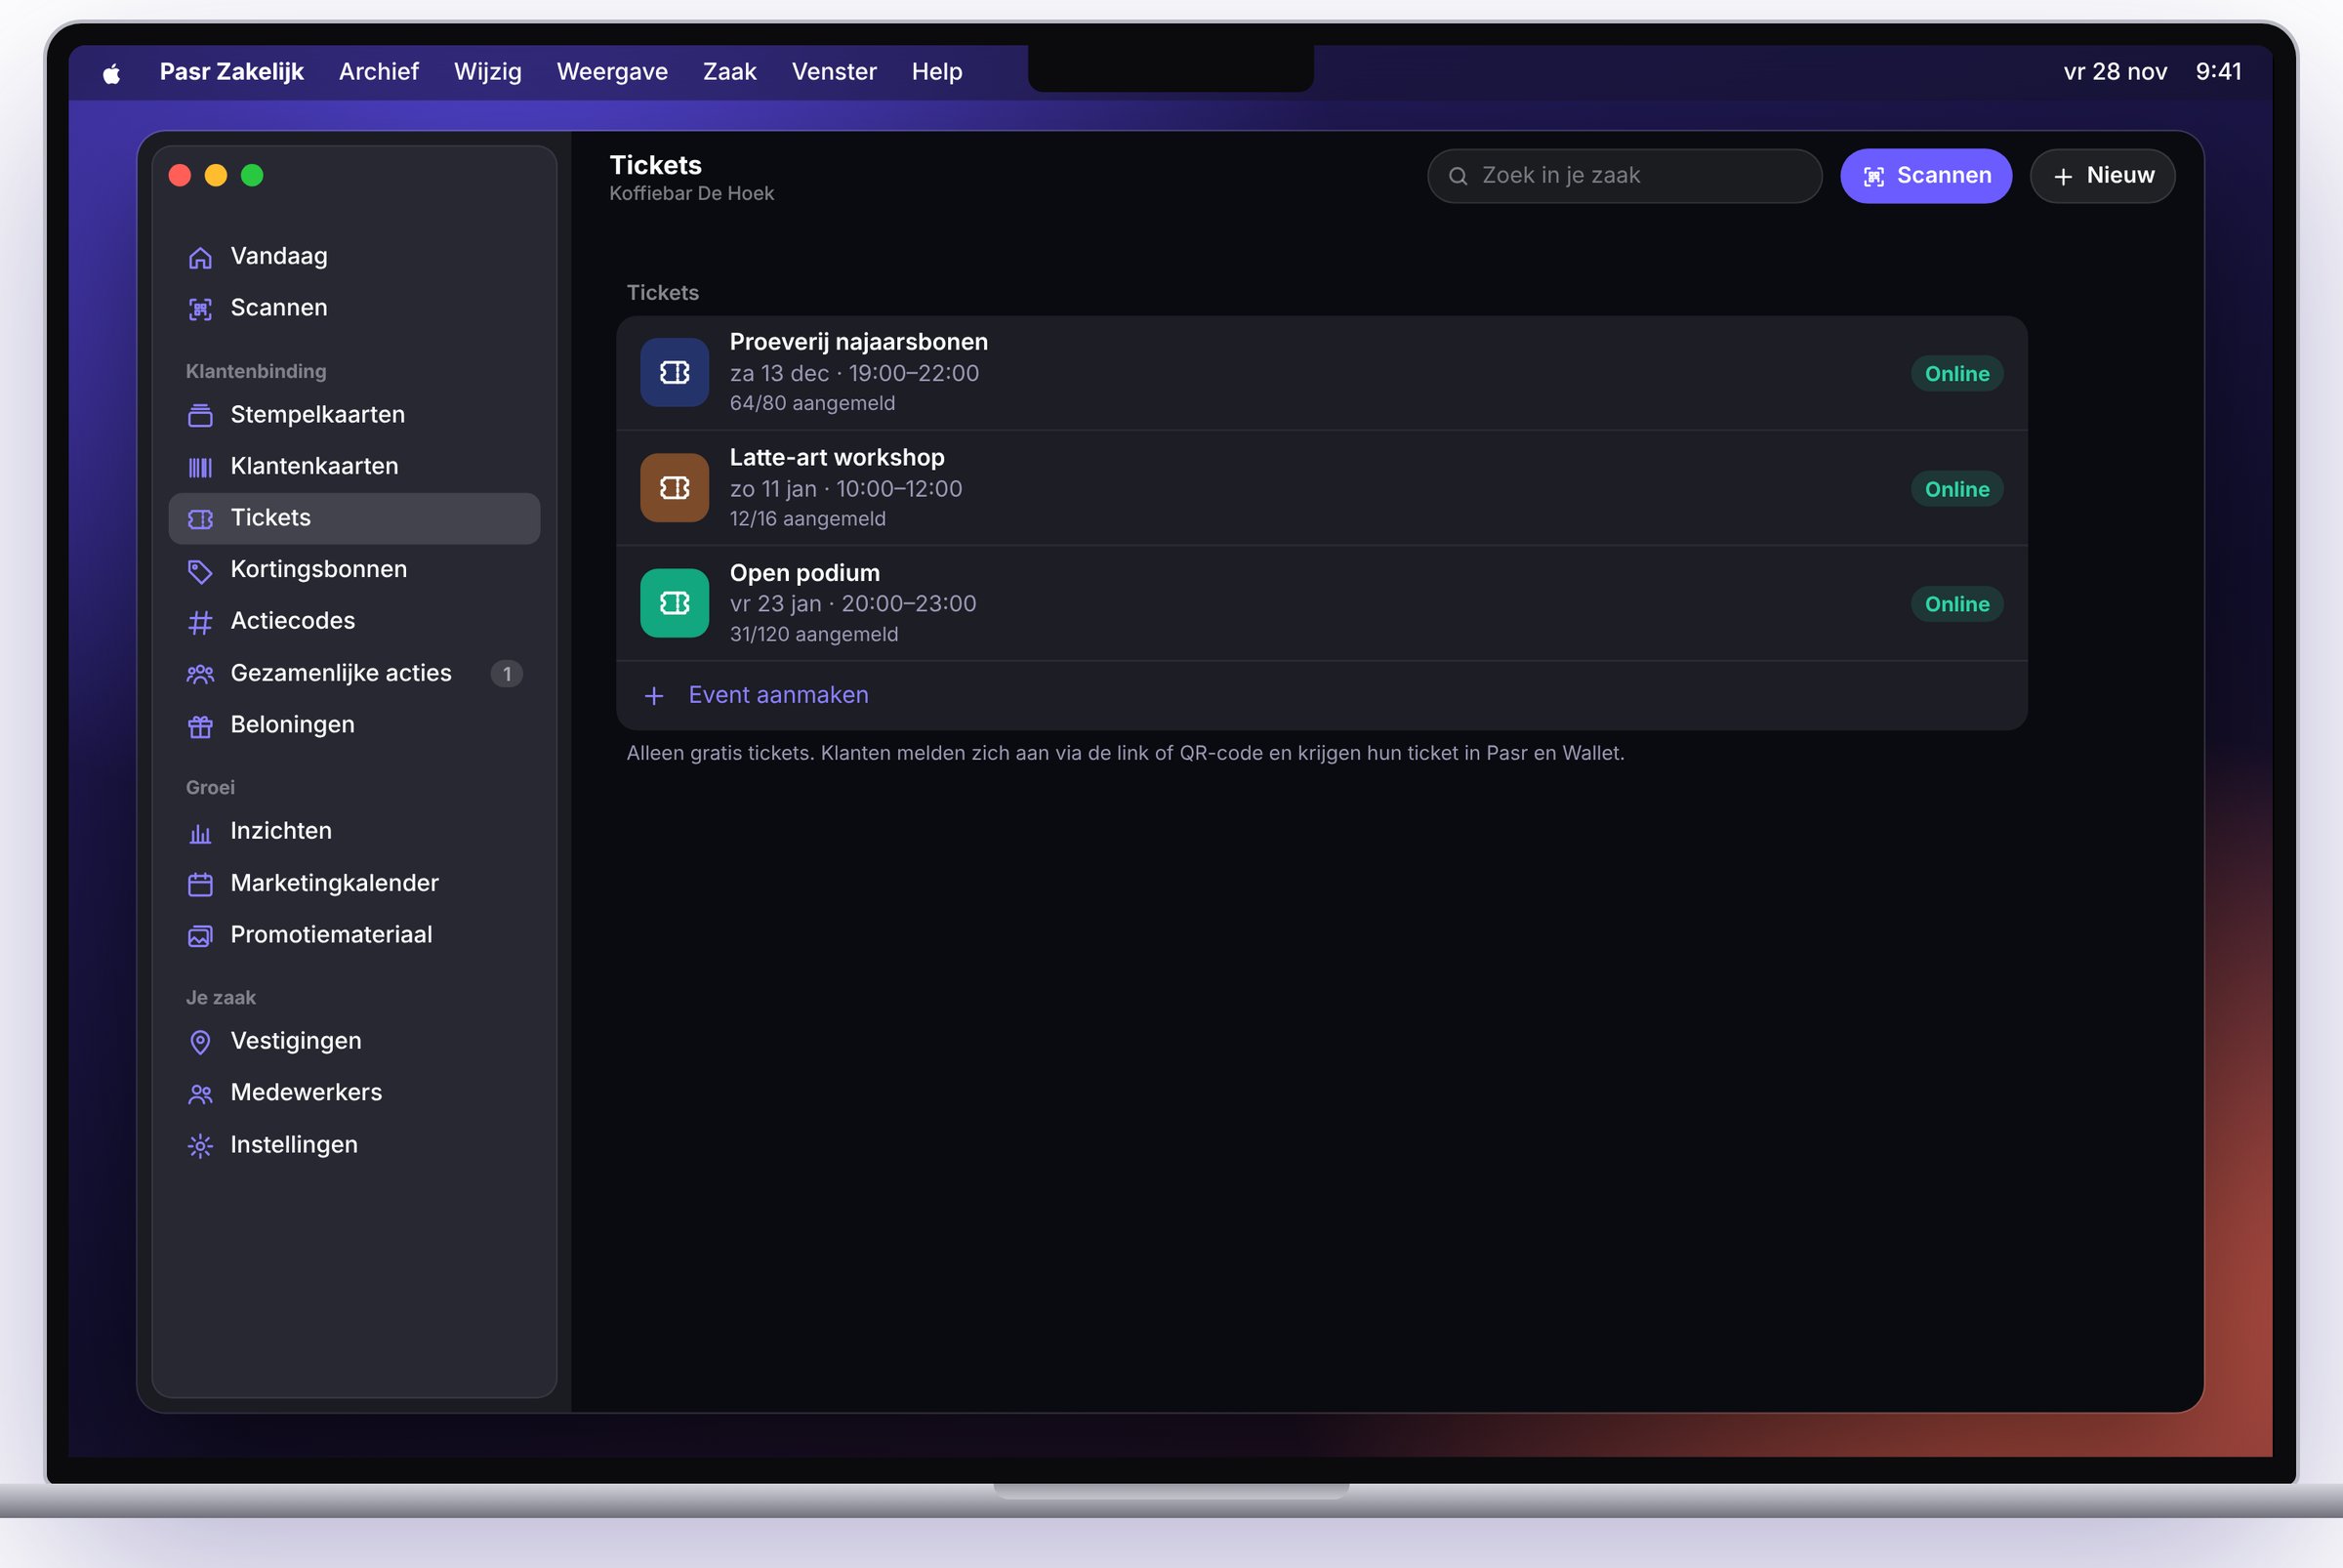 Pasr Zakelijk Archief Wijzig Weergave Zaak Venster Help vr 28 nov 9:41
Vandaag
Scannen
Klantenbinding
Stempelkaarten
Klantenkaarten
Tickets
Kortingsbonnen
Actiecodes
Gezamenlijke acties 1
Beloningen
Groei
Inzichten
Marketingkalender
Promotiemateriaal
Je zaak
Vestigingen
Medewerkers
Instellingen
Tickets
Koffiebar De Hoek
Zoek in je zaak Scannen + Nieuw
Tickets
Proeverij najaarsbonen
za 13 dec · 19:00–22:00
64/80 aangemeld
Online
Latte-art workshop
zo 11 jan · 10:00–12:00
12/16 aangemeld
Online
Open podium
vr 23 jan · 20:00–23:00
31/120 aangemeld
Online
+ Event aanmaken
Alleen gratis tickets. Klanten melden zich aan via de link of QR-code en krijgen hun ticket in Pasr en Wallet.